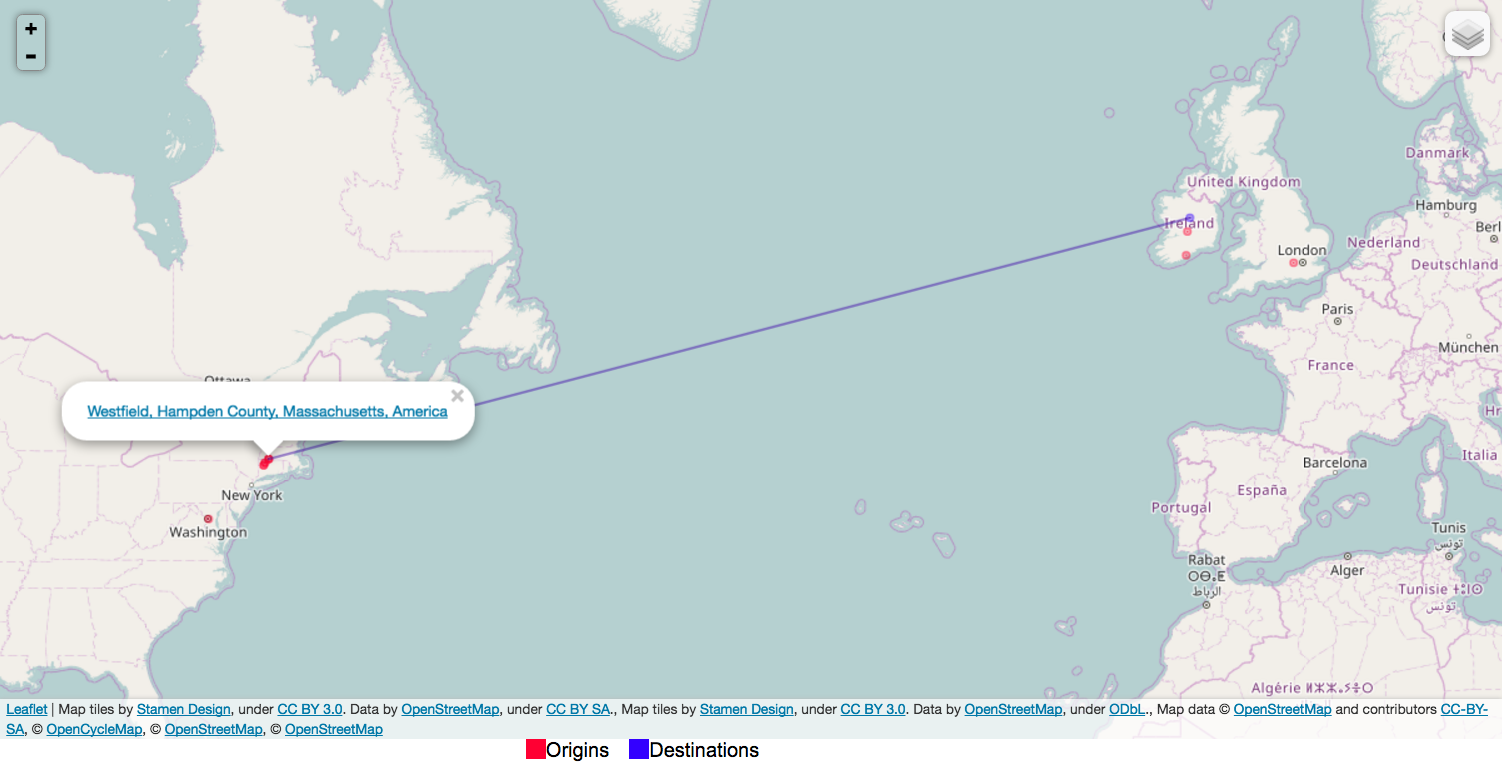 +
-
Danmark
United Kingdom
Hamburg
Ireland
Berl
London
Nederland
Deutschland
Paris
München
France
Ottawa
Westfield, Hampden County, Massachusetts, America
×
Hr
Italia
Barcelona
España
New York
Portugal
Washington
Tunis
تونس
Rabat
ⵔⴱⴰⵟ
الرباط
Alger
Tunisie
تونس
Algérie
Leaflet | Map tiles by Stamen Design, under CC BY 3.0. Data by OpenStreetMap, under CC BY SA., Map tiles by Stamen Design, under CC BY 3.0. Data by OpenStreetMap, under ODbL., Map data © OpenStreetMap and contributors CC-BY-
SA, © OpenCycleMap, © OpenStreetMap, © OpenStreetMap
Origins Destinations